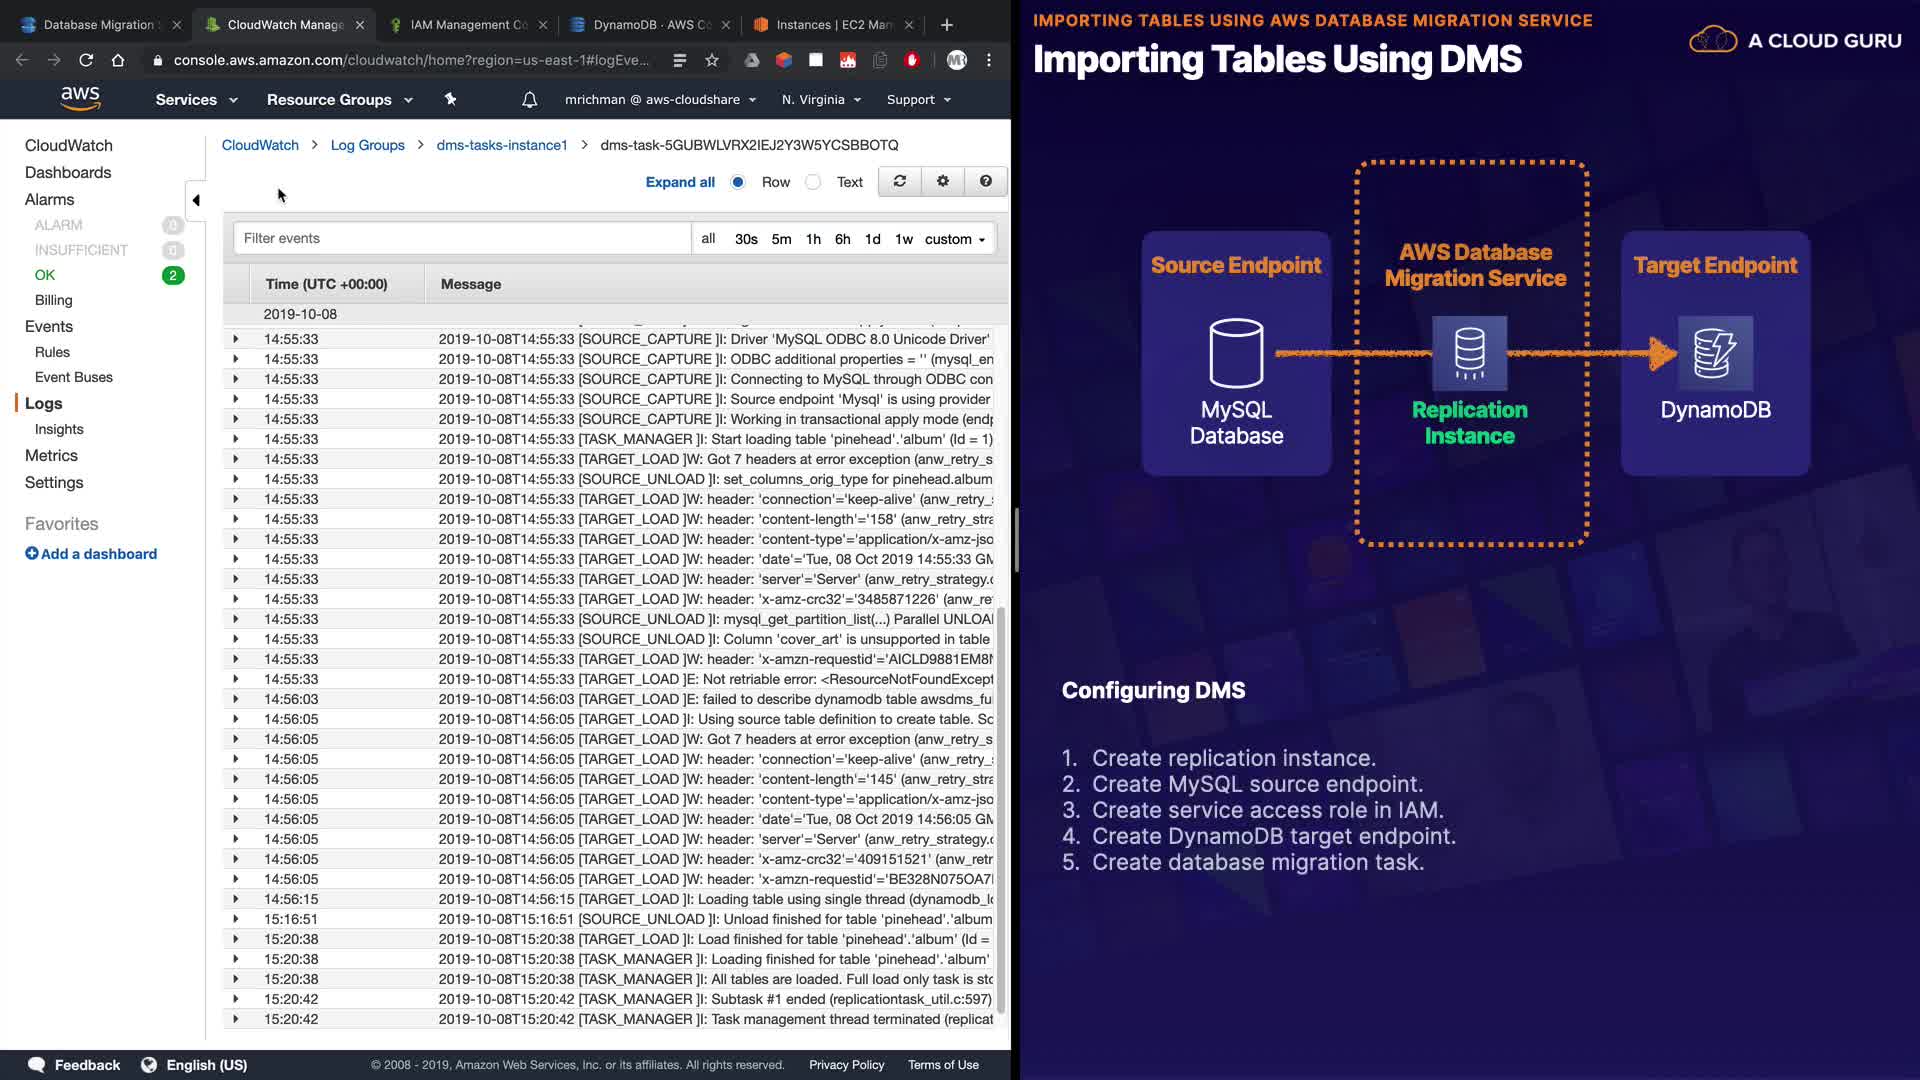 Database Migration
CloudWatch Manage
IAM Management Co
DynamoDB · AWS Co
Instances | EC2 Man
console.aws.amazon.com/cloudwatch/home?region=us-east-1#logEve...
aws
Services
Resource Groups
mrichman @ aws-cloudshare
N. Virginia
Support
CloudWatch
Dashboards
Alarms
ALARM 0
INSUFFICIENT 0
OK 2
Billing
Events
Rules
Event Buses
Logs
Insights
Metrics
Settings
Favorites
Add a dashboard
CloudWatch > Log Groups > dms-tasks-instance1 > dms-task-5GUBWLVRX2IEJ2Y3W5YCSBBOTQ
Expand all Row Text
Filter events
all 30s 5m 1h 6h 1d 1w custom
Time (UTC +00:00) Message
2019-10-08
14:55:33 2019-10-08T14:55:33 [SOURCE_CAPTURE ]I: Driver 'MySQL ODBC 8.0 Unicode Driver'
14:55:33 2019-10-08T14:55:33 [SOURCE_CAPTURE ]I: ODBC additional properties = '' (mysql_en
14:55:33 2019-10-08T14:55:33 [SOURCE_CAPTURE ]I: Connecting to MySQL through ODBC con
14:55:33 2019-10-08T14:55:33 [SOURCE_CAPTURE ]I: Source endpoint 'Mysql' is using provider
14:55:33 2019-10-08T14:55:33 [SOURCE_CAPTURE ]I: Working in transactional apply mode (endp
14:55:33 2019-10-08T14:55:33 [TASK_MANAGER ]I: Start loading table 'pinehead'.'album' (Id = 1)
14:55:33 2019-10-08T14:55:33 [TARGET_LOAD ]W: Got 7 headers at error exception (anw_retry_s
14:55:33 2019-10-08T14:55:33 [SOURCE_UNLOAD ]I: set_columns_orig_type for pinehead.album
14:55:33 2019-10-08T14:55:33 [TARGET_LOAD ]W: header: 'connection'='keep-alive' (anw_retry_
14:55:33 2019-10-08T14:55:33 [TARGET_LOAD ]W: header: 'content-length'='158' (anw_retry_stra
14:55:33 2019-10-08T14:55:33 [TARGET_LOAD ]W: header: 'content-type'='application/x-amz-jso
14:55:33 2019-10-08T14:55:33 [TARGET_LOAD ]W: header: 'date'='Tue, 08 Oct 2019 14:55:33 GM
14:55:33 2019-10-08T14:55:33 [TARGET_LOAD ]W: header: 'server'='Server' (anw_retry_strategy.c
14:55:33 2019-10-08T14:55:33 [TARGET_LOAD ]W: header: 'x-amz-crc32'='3485871226' (anw_re
14:55:33 2019-10-08T14:55:33 [SOURCE_UNLOAD ]I: mysql_get_partition_list(...) Parallel UNLOA
14:55:33 2019-10-08T14:55:33 [SOURCE_UNLOAD ]I: Column 'cover_art' is unsupported in table
14:55:33 2019-10-08T14:55:33 [TARGET_LOAD ]W: header: 'x-amzn-requestid'='AICLD9881EM8
14:55:33 2019-10-08T14:55:33 [TARGET_LOAD ]E: Not retriable error: <ResourceNotFoundExcept
14:56:03 2019-10-08T14:56:03 [TARGET_LOAD ]E: failed to describe dynamodb table awsdms_fu
14:56:05 2019-10-08T14:56:05 [TARGET_LOAD ]I: Using source table definition to create table. Sc
14:56:05 2019-10-08T14:56:05 [TARGET_LOAD ]W: Got 7 headers at error exception (anw_retry_s
14:56:05 2019-10-08T14:56:05 [TARGET_LOAD ]W: header: 'connection'='keep-alive' (anw_retry_
14:56:05 2019-10-08T14:56:05 [TARGET_LOAD ]W: header: 'content-length'='145' (anw_retry_stra
14:56:05 2019-10-08T14:56:05 [TARGET_LOAD ]W: header: 'content-type'='application/x-amz-jso
14:56:05 2019-10-08T14:56:05 [TARGET_LOAD ]W: header: 'date'='Tue, 08 Oct 2019 14:56:05 GM
14:56:05 2019-10-08T14:56:05 [TARGET_LOAD ]W: header: 'server'='Server' (anw_retry_strategy.c
14:56:05 2019-10-08T14:56:05 [TARGET_LOAD ]W: header: 'x-amz-crc32'='409151521' (anw_retr
14:56:05 2019-10-08T14:56:05 [TARGET_LOAD ]W: header: 'x-amzn-requestid'='BE328N075OA7
14:56:15 2019-10-08T14:56:15 [TARGET_LOAD ]I: Loading table using single thread (dynamodb_lo
15:16:51 2019-10-08T15:16:51 [SOURCE_UNLOAD ]I: Unload finished for table 'pinehead'.'album
15:20:38 2019-10-08T15:20:38 [TARGET_LOAD ]I: Load finished for table 'pinehead'.'album' (Id =
15:20:38 2019-10-08T15:20:38 [TASK_MANAGER ]I: Loading finished for table 'pinehead'.'album'
15:20:38 2019-10-08T15:20:38 [TASK_MANAGER ]I: All tables are loaded. Full load only task is sto
15:20:42 2019-10-08T15:20:42 [TASK_MANAGER ]I: Subtask #1 ended (replicationtask_util.c:597)
15:20:42 2019-10-08T15:20:42 [TASK_MANAGER ]I: Task management thread terminated (replicat
Feedback
English (US)
© 2008 - 2019, Amazon Web Services, Inc. or its affiliates. All rights reserved.
Privacy Policy
Terms of Use
IMPORTING TABLES USING AWS DATABASE MIGRATION SERVICE
Importing Tables Using DMS
A CLOUD GURU
Source Endpoint
MySQL
Database
AWS Database
Migration Service
Replication
Instance
Target Endpoint
DynamoDB
Configuring DMS
1. Create replication instance.
2. Create MySQL source endpoint.
3. Create service access role in IAM.
4. Create DynamoDB target endpoint.
5. Create database migration task.